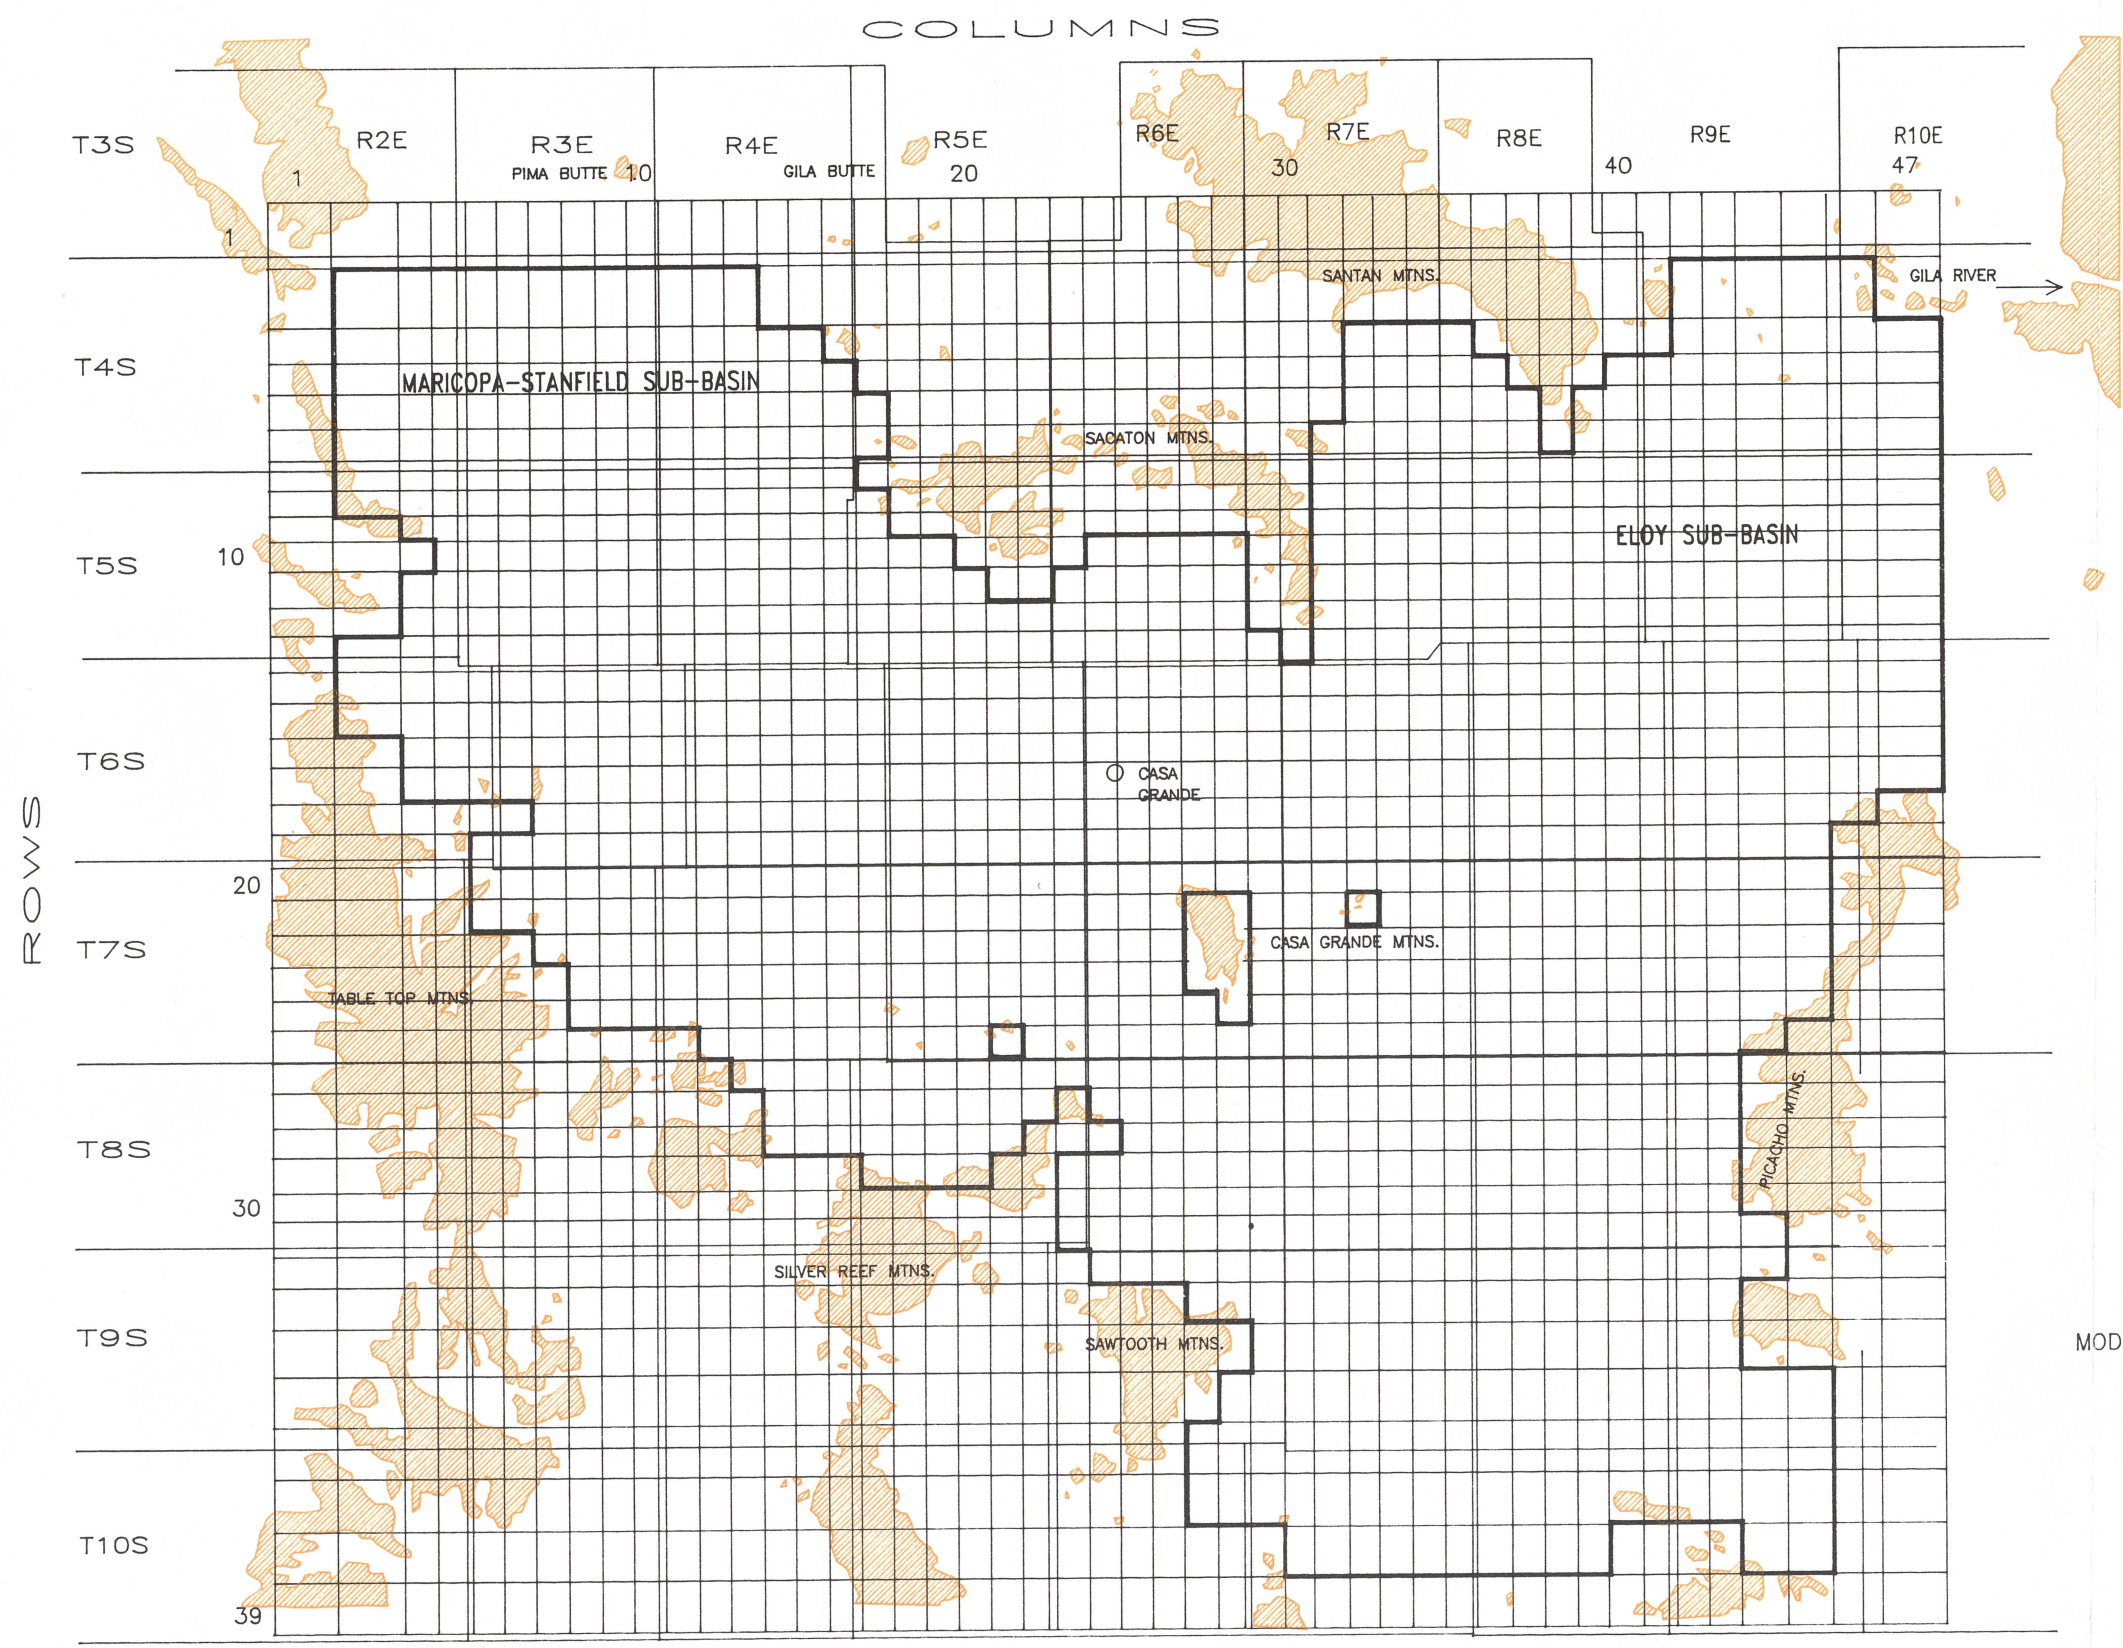 COLUMNS
T3S
R2E
R3E
R4E
R5E
R6E
R7E
R8E
R9E
R10E
PIMA BUTTE
GILA BUTTE
1
10
20
30
40
47
1
SANTAN MTNS.
GILA RIVER
T4S
MARICOPA-STANFIELD SUB-BASIN
SACATON MTNS.
ELOY SUB-BASIN
10
T5S
T6S
CASA
GRANDE
ROWS
20
T7S
CASA GRANDE MTNS.
TABLE TOP MTNS.
T8S
PICACHO MTNS.
30
SILVER REEF MTNS.
T9S
SAWTOOTH MTNS.
MOD
T10S
39